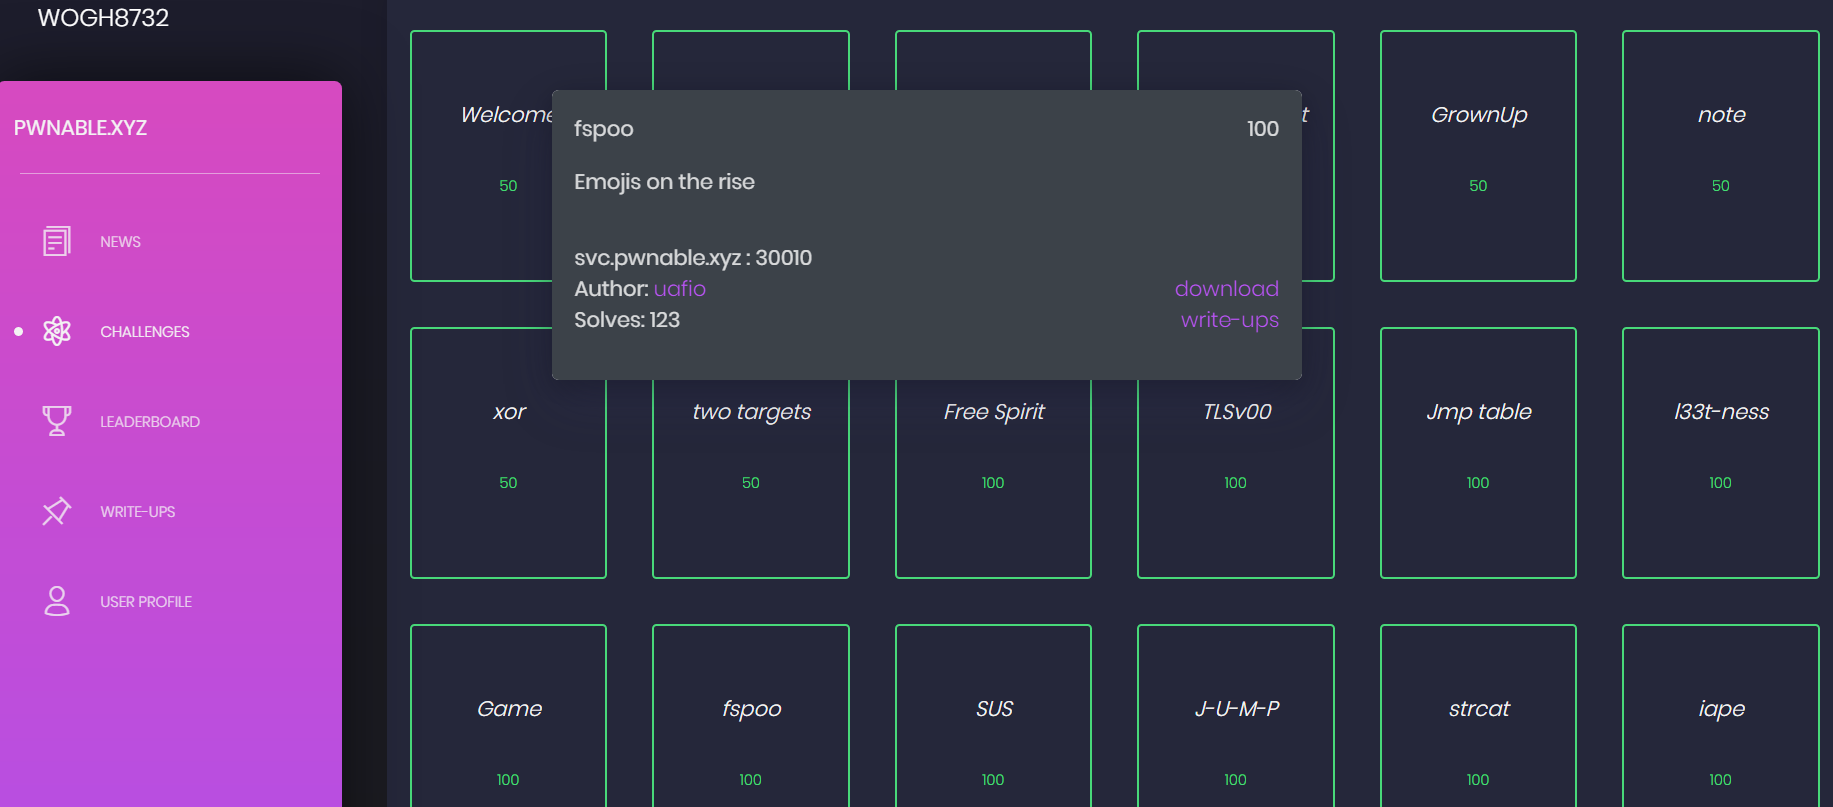 WOGH8732
PWNABLE.XYZ
NEWS
CHALLENGES
LEADERBOARD
WRITE-UPS
USER PROFILE
Welcome
50
GrownUp
50
note
50
fspoo 100
Emojis on the rise
svc.pwnable.xyz : 30010
Author: uafio download
Solves: 123 write-ups
xor
50
two targets
50
Free Spirit
100
TLSv00
100
Jmp table
100
l33t-ness
100
Game
100
fspoo
100
SUS
100
J-U-M-P
100
strcat
100
iape
100